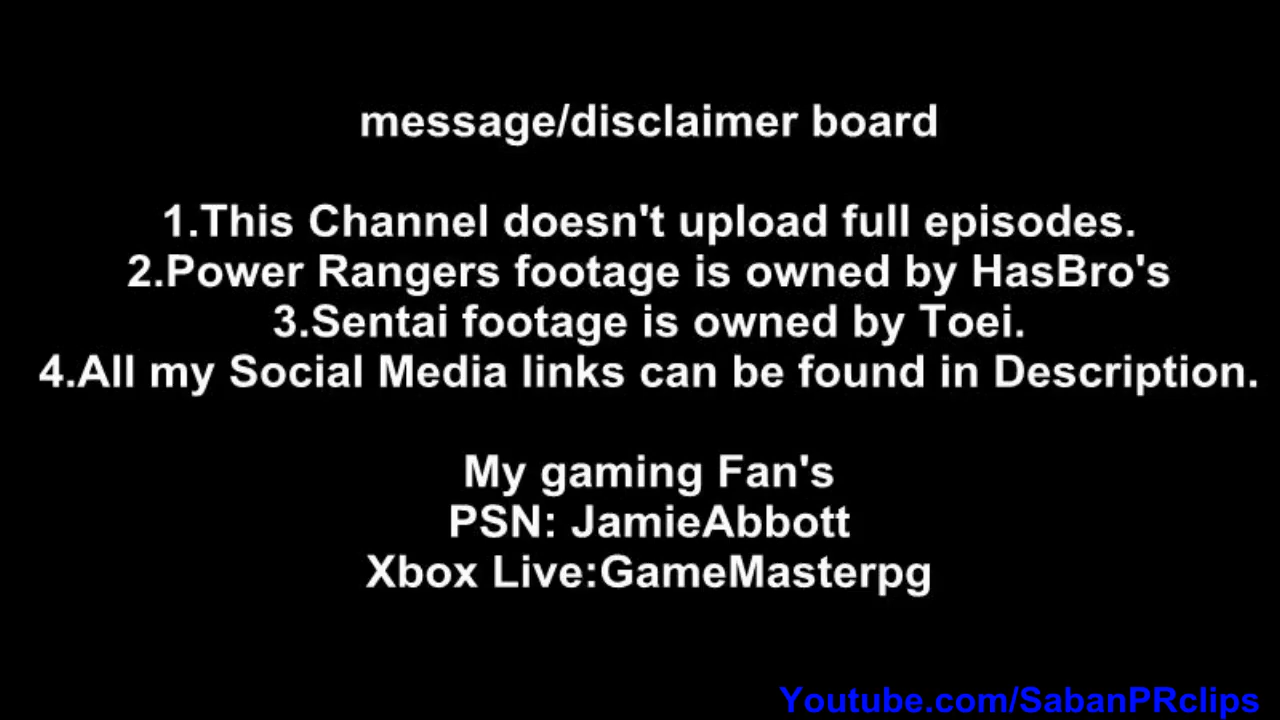 message/disclaimer board
1.This Channel doesn't upload full episodes.
2.Power Rangers footage is owned by HasBro's
3.Sentai footage is owned by Toei.
4.All my Social Media links can be found in Description.
My gaming Fan's
PSN: JamieAbbott
Xbox Live:GameMasterpg
Youtube.com/SabanPRclips